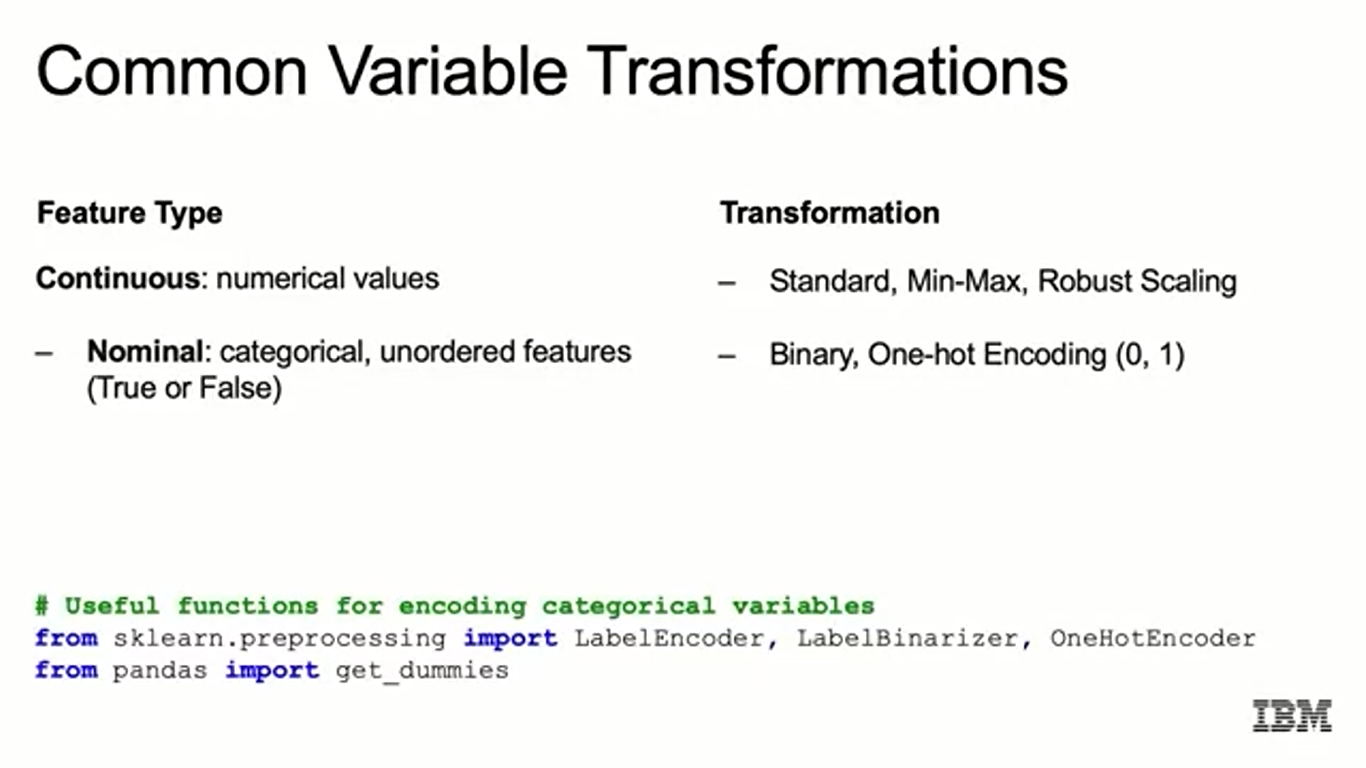 Common Variable Transformations
Feature Type
Transformation
Continuous: numerical values
– Standard, Min-Max, Robust Scaling
– Nominal: categorical, unordered features
(True or False)
– Binary, One-hot Encoding (0, 1)
# Useful functions for encoding categorical variables
from sklearn.preprocessing import LabelEncoder, LabelBinarizer, OneHotEncoder
from pandas import get_dummies
IBM